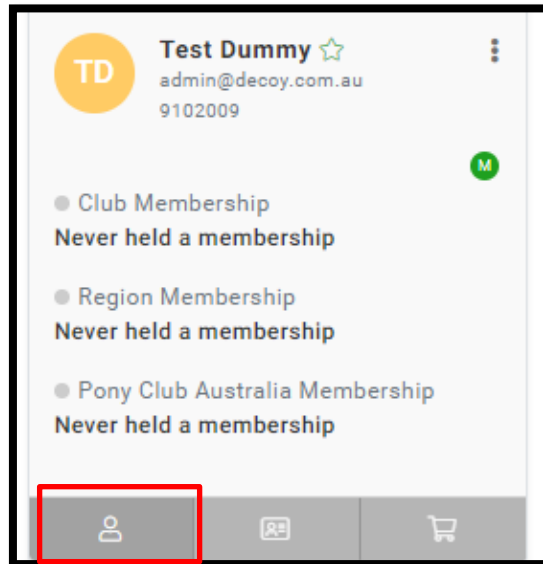 TD
Test Dummy
admin@decoy.com.au
9102009
M
Club Membership
Never held a membership
Region Membership
Never held a membership
Pony Club Australia Membership
Never held a membership